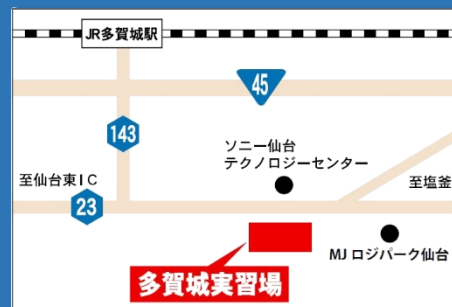 JR多賀城駅
45
143
ソニー仙台
テクノロジーセンター
至仙台東IC
至塩釜
23
MJ ロジパーク仙台
多賀城実習場